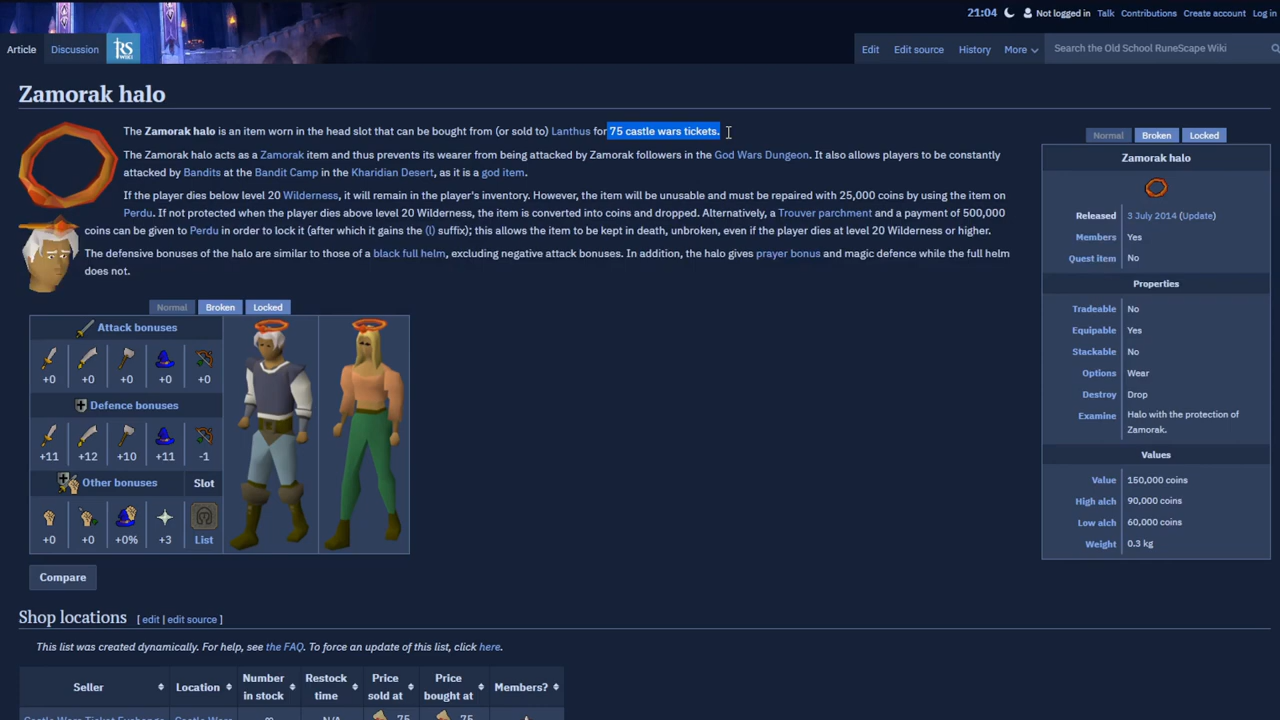 21:04 Not logged in Talk Contributions Create account Log in
Article Discussion RS WIKI Edit Edit source History More Search the Old School RuneScape Wiki
Zamorak halo
The Zamorak halo is an item worn in the head slot that can be bought from (or sold to) Lanthus for 75 castle wars tickets.
The Zamorak halo acts as a Zamorak item and thus prevents its wearer from being attacked by Zamorak followers in the God Wars Dungeon. It also allows players to be constantly
attacked by Bandits at the Bandit Camp in the Kharidian Desert, as it is a god item.
If the player dies below level 20 Wilderness, it will remain in the player's inventory. However, the item will be unusable and must be repaired with 25,000 coins by using the item on
Perdu. If not protected when the player dies above level 20 Wilderness, the item is converted into coins and dropped. Alternatively, a Trouver parchment and a payment of 500,000
coins can be given to Perdu in order to lock it (after which it gains the (l) suffix); this allows the item to be kept in death, unbroken, even if the player dies at level 20 Wilderness or higher.
The defensive bonuses of the halo are similar to those of a black full helm, excluding negative attack bonuses. In addition, the halo gives prayer bonus and magic defence while the full helm
does not.
Normal Broken Locked
Zamorak halo
Released 3 July 2014 (Update)
Members Yes
Quest item No
Properties
Tradeable No
Equipable Yes
Stackable No
Options Wear
Destroy Drop
Examine Halo with the protection of
Zamorak.
Values
Value 150,000 coins
High alch 90,000 coins
Low alch 60,000 coins
Weight 0.3 kg
Normal Broken Locked
Attack bonuses
+0 +0 +0 +0 +0
Defence bonuses
+11 +12 +10 +11 -1
Other bonuses Slot
+0 +0 +0% +3 List
Compare
Shop locations [ edit | edit source ]
This list was created dynamically. For help, see the FAQ. To force an update of this list, click here.
Seller Location Number in stock Restock time Price sold at Price bought at Members?
Castle Wars Ticket Exchange Castle Wars ∞ N/A 75 75